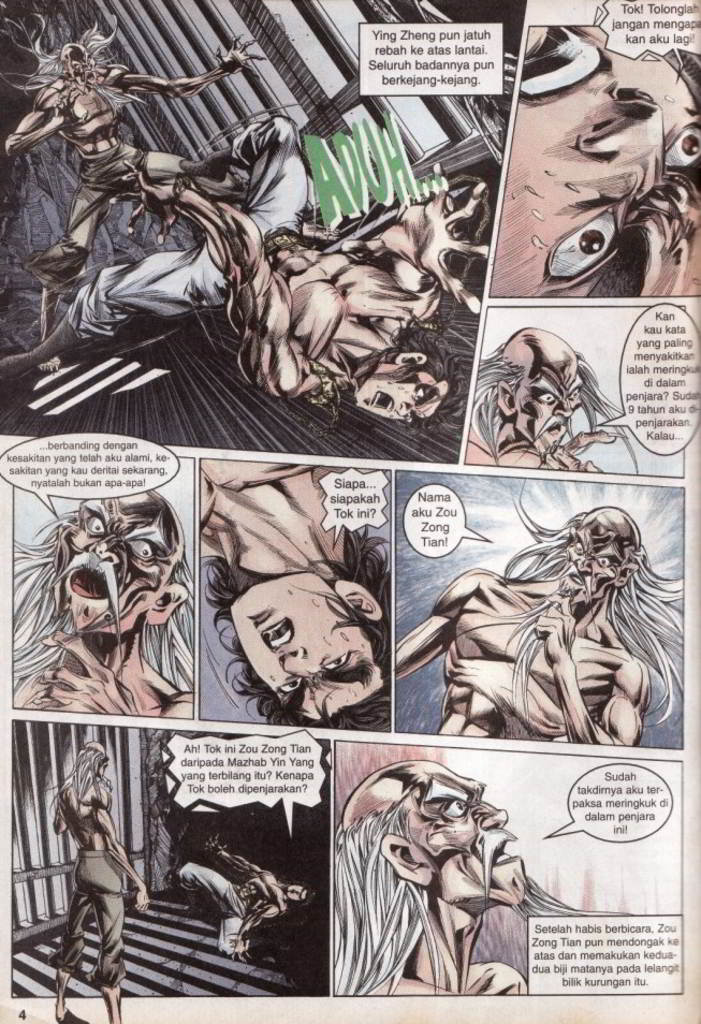 Ying Zheng pun jatuh
rebah ke atas lantai.
Seluruh badannya pun
berkejang-kejang.
ADUH...
Tok! Tolonglah
jangan mengapa
kan aku lagi!
Kan
kau kata
yang paling
menyakitkan
ialah meringkuk
di dalam
penjara? Sudah
9 tahun aku di
penjarakan.
Kalau...
...berbanding dengan
kesakitan yang telah aku alami, ke-
sakitan yang kau deritai sekarang,
nyatalah bukan apa-apa!
Siapa...
siapakah
Tok ini?
Nama
aku Zou
Zong
Tian!
Ah! Tok ini Zou Zong Tian
daripada Mazhab Yin Yang
yang terbilang itu? Kenapa
Tok boleh dipenjarakan?
Sudah
takdirnya aku ter-
paksa meringkuk di
dalam penjara
ini!
Setelah habis berbicara, Zou
Zong Tian pun mendongak ke
atas dan memakukan kedua-
dua biji matanya pada lelangit
bilik kurungan itu.
4